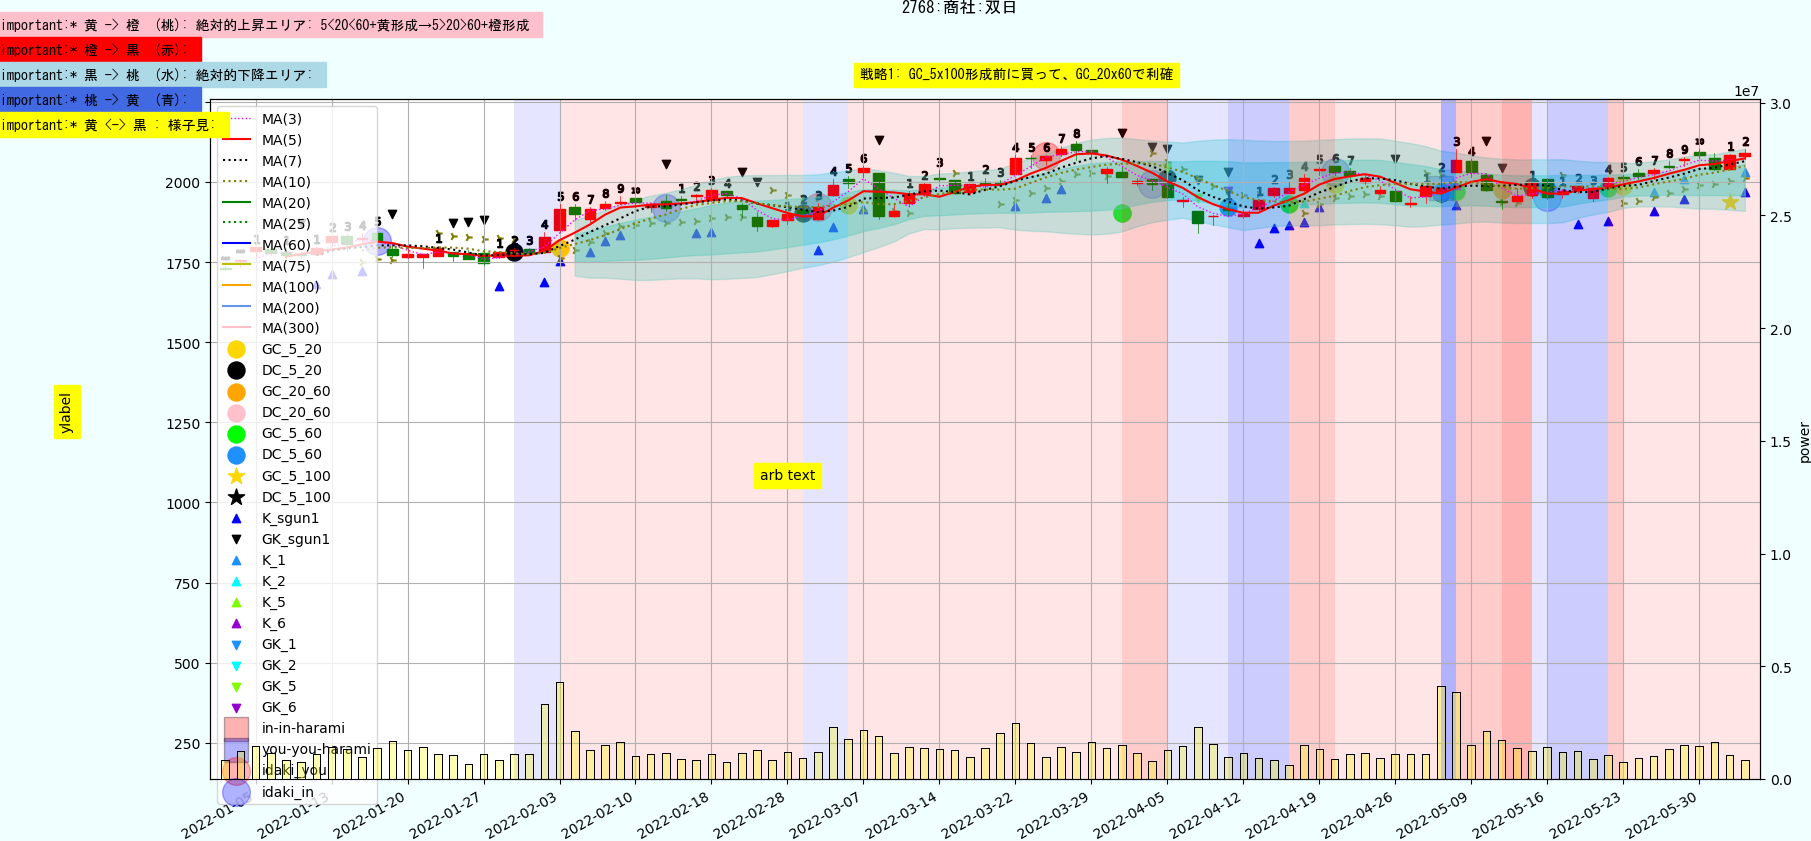 2768:商社:双日
important:* 黄 -> 橙 (桃): 絶対的上昇エリア: 5<20<60+黄形成→5>20>60+橙形成
important:* 橙 -> 黒 (赤):
important:* 黒 -> 桃 (水): 絶対的下降エリア:
戦略1: GC_5x100形成前に買って、GC_20x60で利確
important:* 桃 -> 黄 (青):
important:* 黄 <-> 黒 : 様子見:
1e7
MA(3)
MA(5)
MA(7)
MA(10)
MA(20)
MA(25)
MA(60)
MA(75)
MA(100)
MA(200)
MA(300)
GC_5_20
DC_5_20
GC_20_60
DC_20_60
GC_5_60
DC_5_60
GC_5_100
DC_5_100
K_sgun1
GK_sgun1
K_1
K_2
K_5
K_6
GK_1
GK_2
GK_5
GK_6
in-in-harami
you-you-harami
idaki_you
idaki_in
2000
1750
1500
1250
1000
750
500
250
ylabel
arb text
3.0
2.5
2.0
1.5
1.0
0.5
0.0
power
2022-01-05
2022-01-13
2022-01-20
2022-01-27
2022-02-03
2022-02-10
2022-02-18
2022-02-28
2022-03-07
2022-03-14
2022-03-22
2022-03-29
2022-04-05
2022-04-12
2022-04-19
2022-04-26
2022-05-09
2022-05-16
2022-05-23
2022-05-30